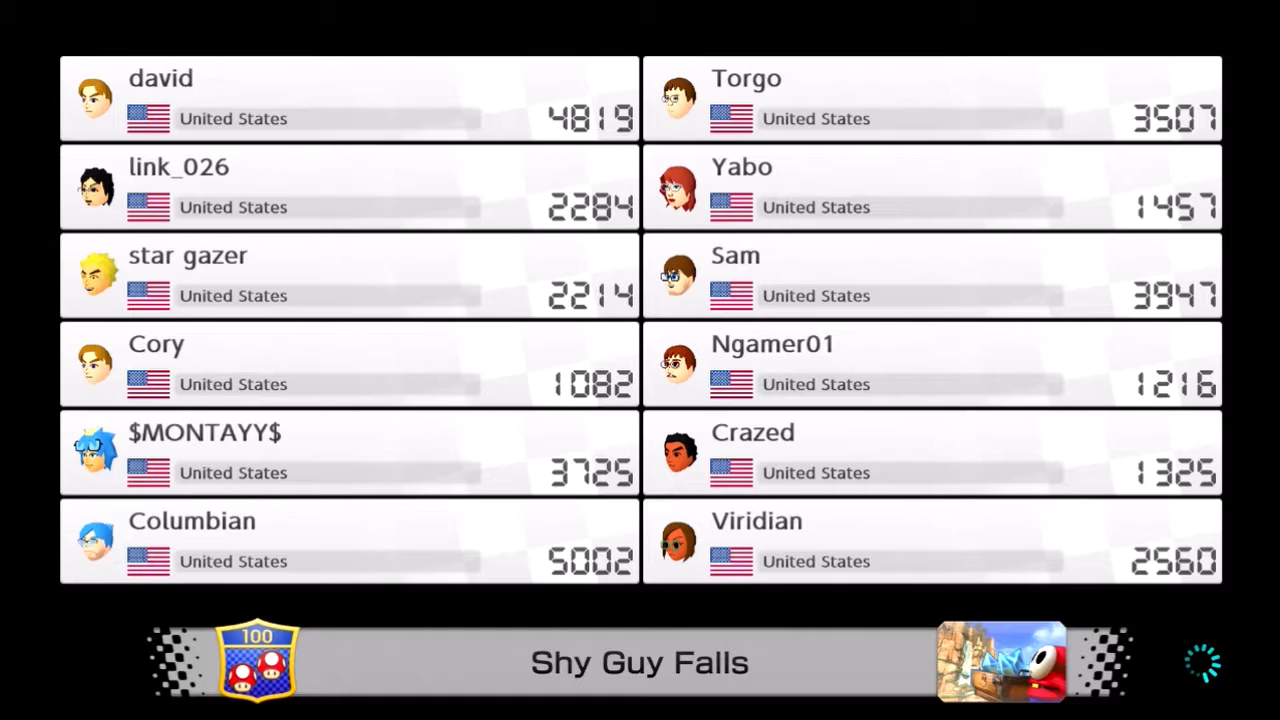 david
United States 4819
Torgo
United States 3507
link_026
United States 2284
Yabo
United States 1457
star gazer
United States 2214
Sam
United States 3947
Cory
United States 1082
Ngamer01
United States 1216
$MONTAYY$
United States 3725
Crazed
United States 1325
Columbian
United States 5002
Viridian
United States 2560
100
Shy Guy Falls